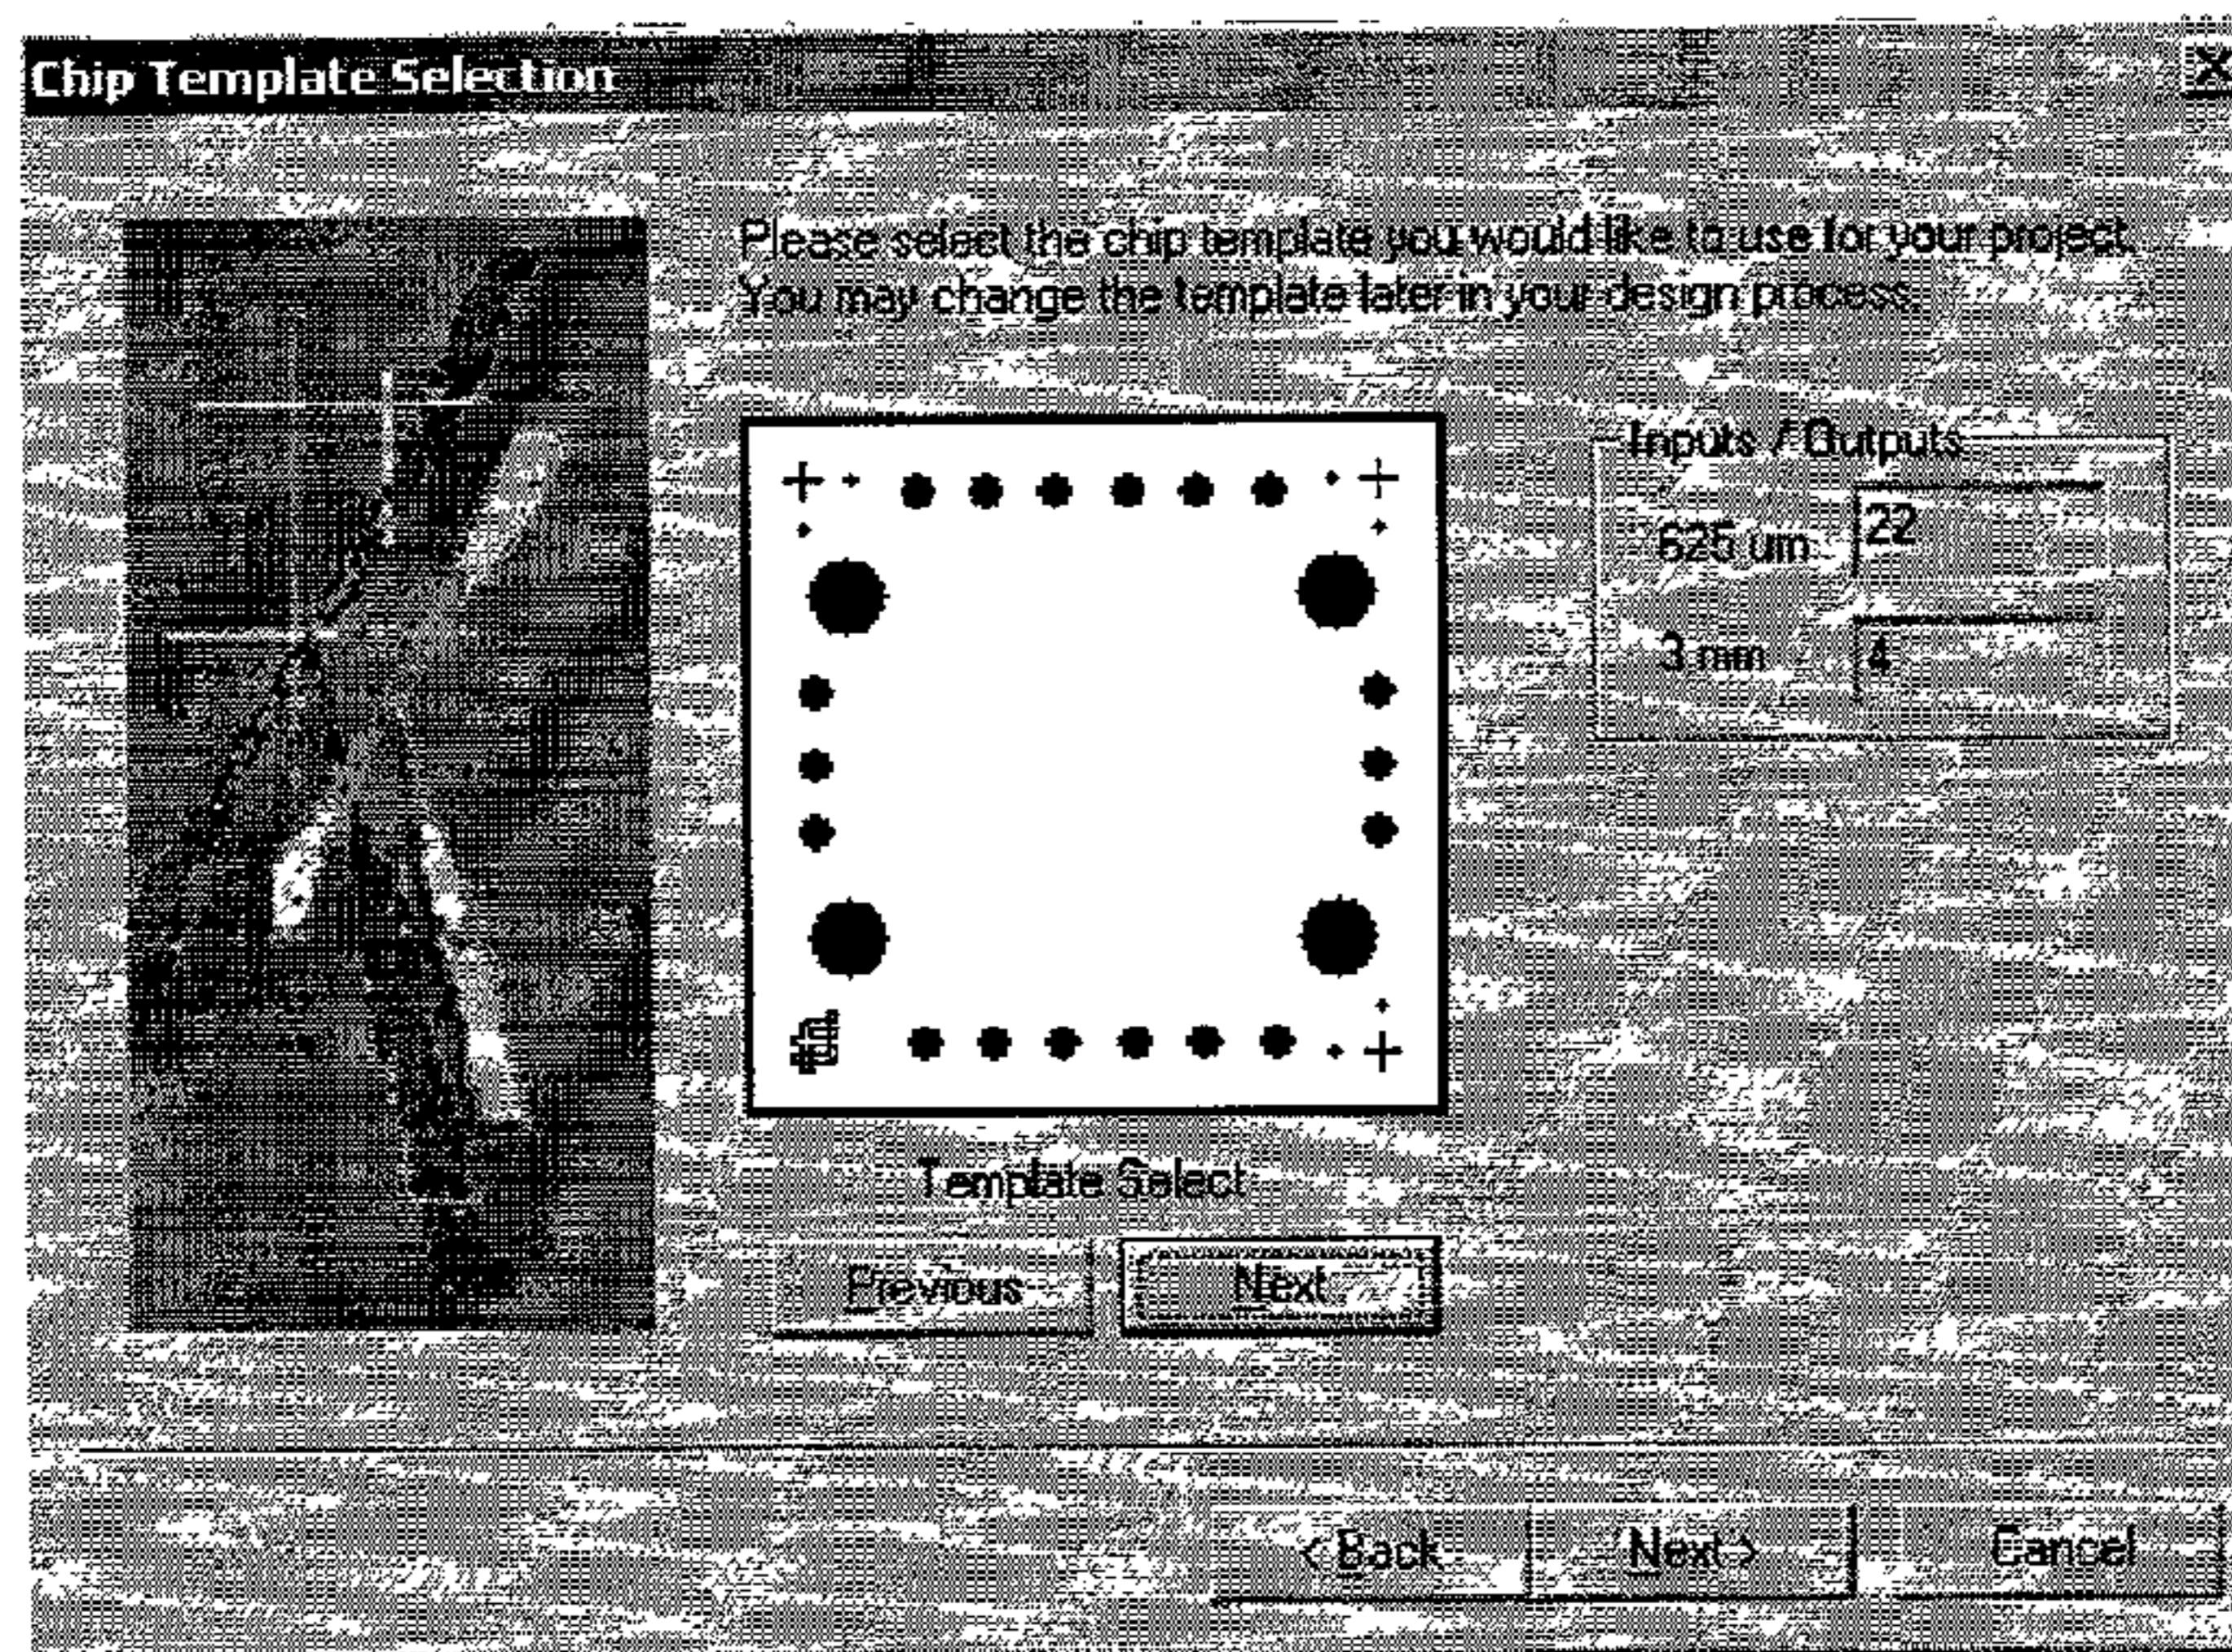 Chip Template Selection
Please select the chip template you would like to use for your project.
You may change the template later in your design process.
Inputs / Outputs
625 um 22
3 mm 4
Template Select
Previous Next
< Back Next > Cancel